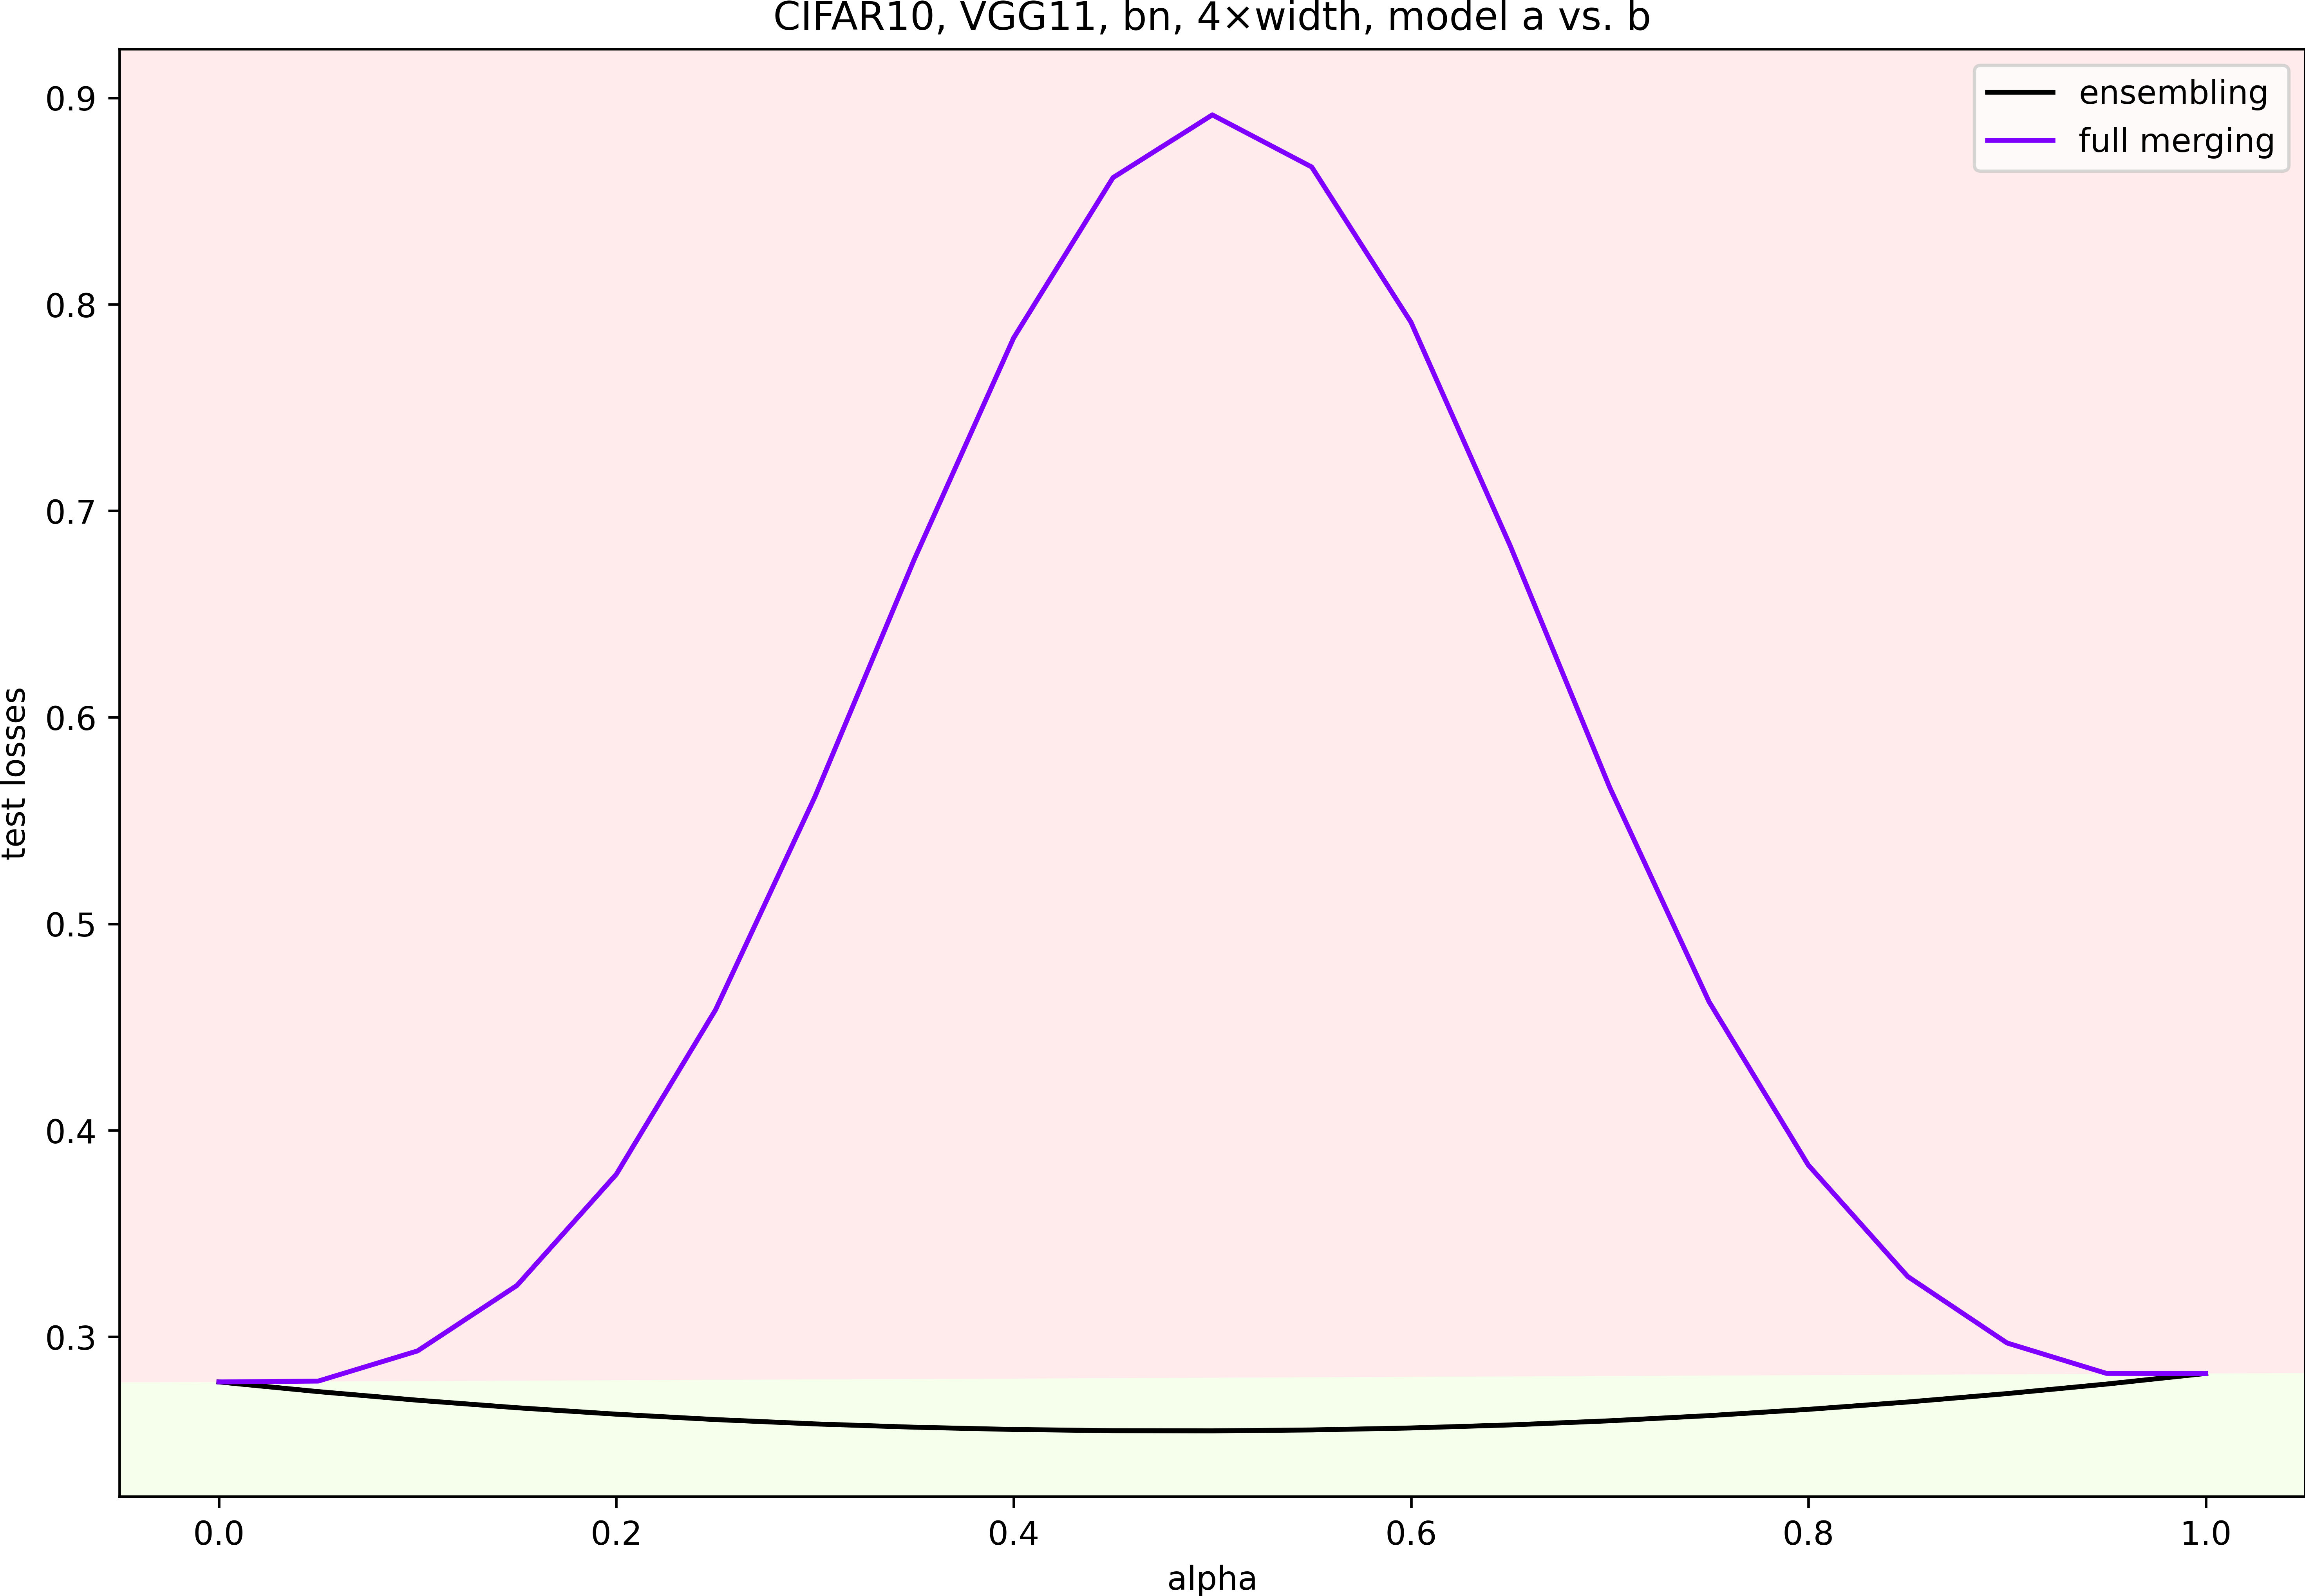 CIFAR10, VGG11, bn, 4×width, model a vs. b
ensembling
full merging
test losses
0.9
0.8
0.7
0.6
0.5
0.4
0.3
0.0 0.2 0.4 0.6 0.8 1.0
alpha